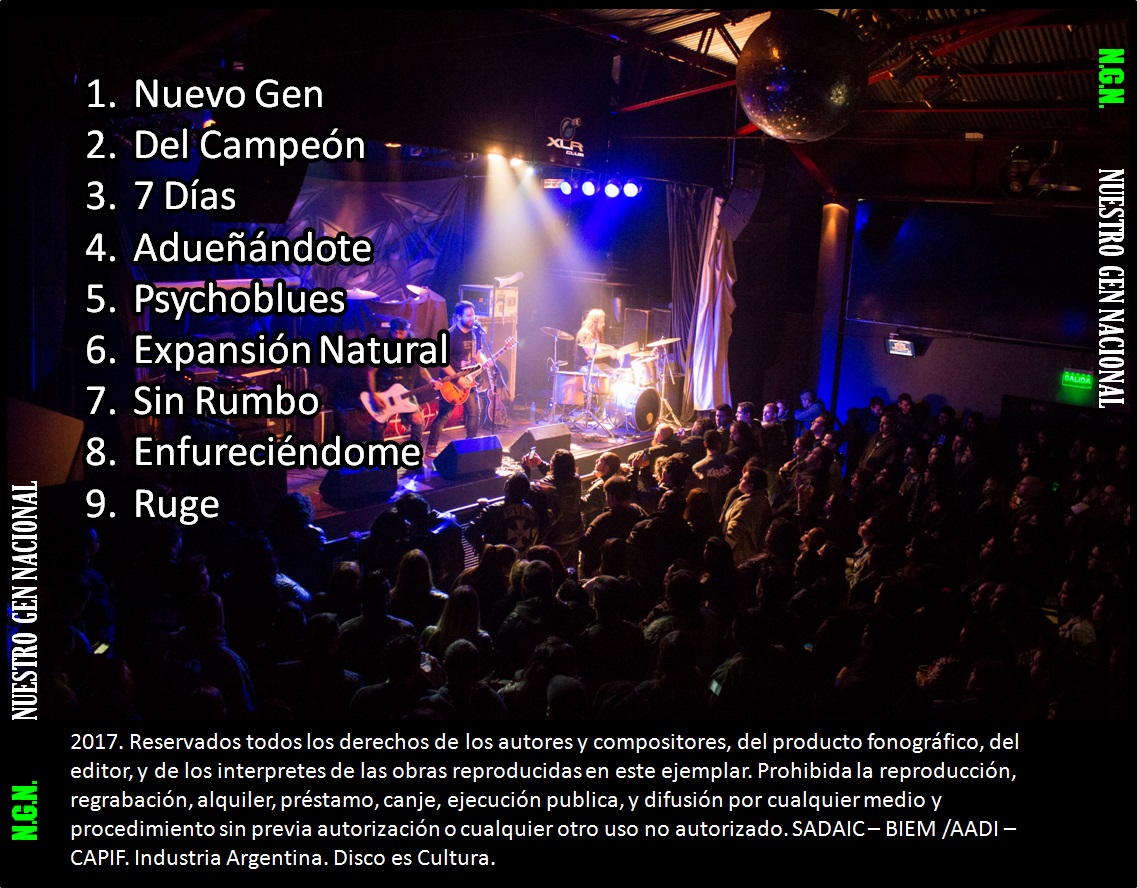 1. Nuevo Gen
2. Del Campeón
3. 7 Días
4. Adueñándote
5. Psychoblues
6. Expansión Natural
7. Sin Rumbo
8. Enfureciéndome
9. Ruge
XLR
CLUB
SALIDA
N.G.N.
NUESTRO GEN NACIONAL
N.G.N.
NUESTRO GEN NACIONAL
2017. Reservados todos los derechos de los autores y compositores, del producto fonográfico, del
editor, y de los interpretes de las obras reproducidas en este ejemplar. Prohibida la reproducción,
regrabación, alquiler, préstamo, canje, ejecución publica, y difusión por cualquier medio y
procedimiento sin previa autorización o cualquier otro uso no autorizado. SADAIC – BIEM /AADI –
CAPIF. Industria Argentina. Disco es Cultura.